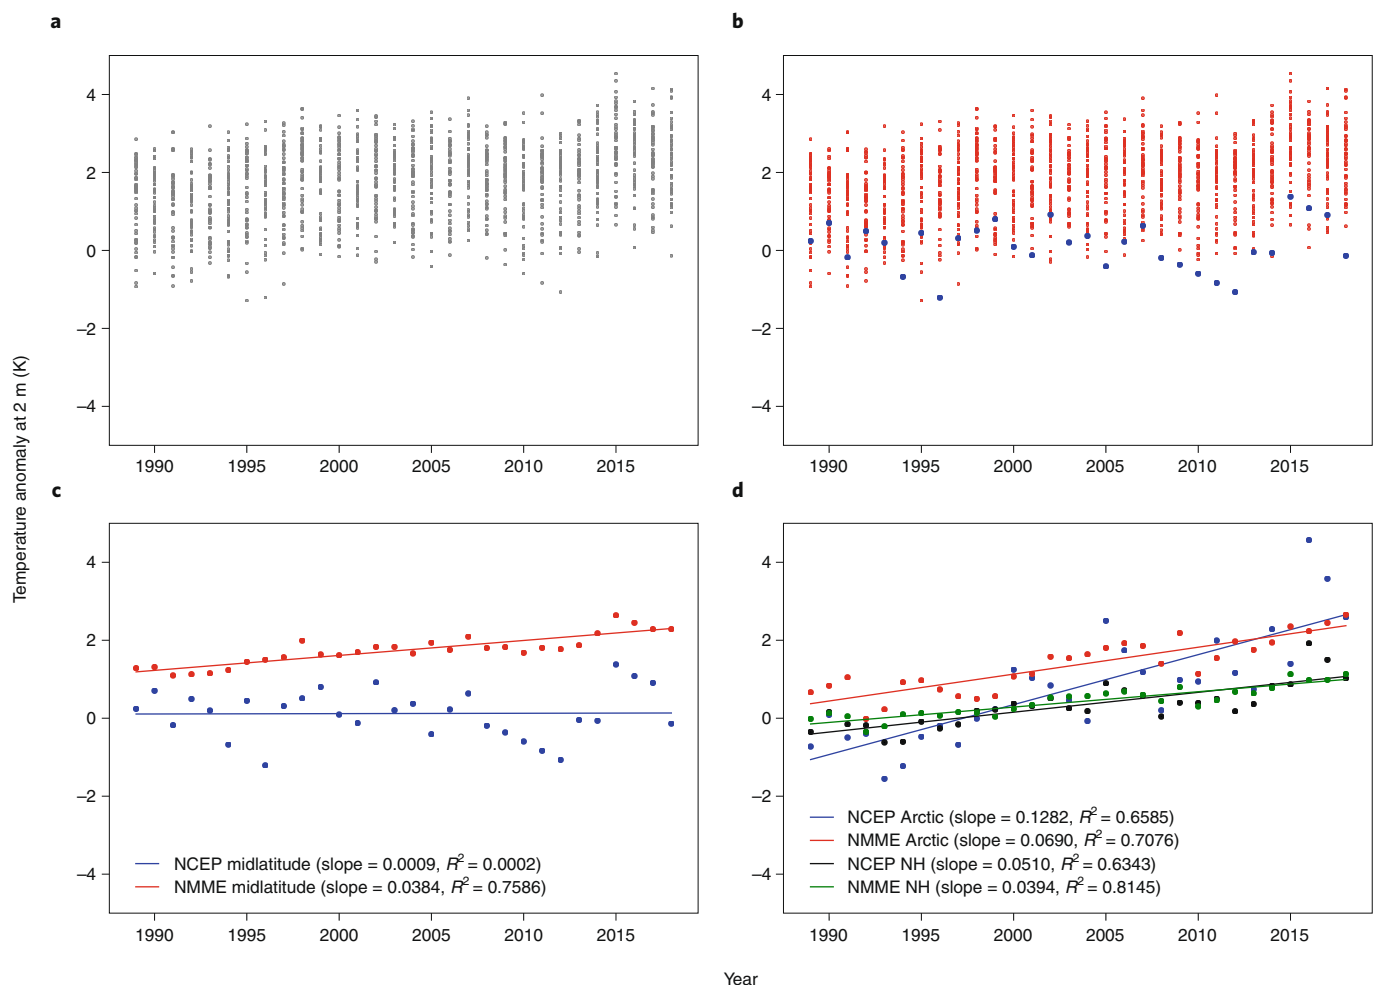 a
b
4
2
0
−2
−4
1990 1995 2000 2005 2010 2015
4
2
0
−2
−4
1990 1995 2000 2005 2010 2015
Temperature anomaly at 2 m (K)
c
d
4
2
0
−2
−4
NCEP midlatitude (slope = 0.0009, R² = 0.0002)
NMME midlatitude (slope = 0.0384, R² = 0.7586)
1990 1995 2000 2005 2010 2015
4
2
0
−2
−4
NCEP Arctic (slope = 0.1282, R² = 0.6585)
NMME Arctic (slope = 0.0690, R² = 0.7076)
NCEP NH (slope = 0.0510, R² = 0.6343)
NMME NH (slope = 0.0394, R² = 0.8145)
1990 1995 2000 2005 2010 2015
Year